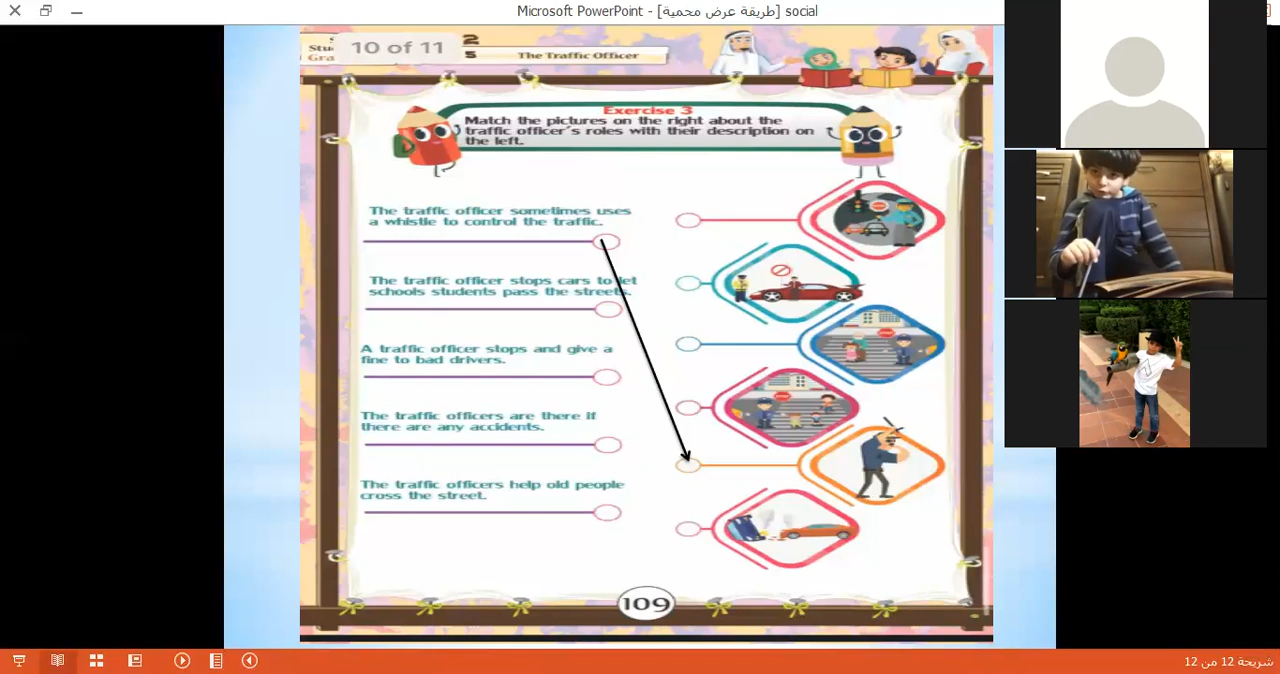 Microsoft PowerPoint - [طريقة عرض محمية] social
10 of 11
2
Stu
Gra
5 The Traffic Officer
Exercise 3
Match the pictures on the right about the
traffic officer's roles with their description on
the left.
The traffic officer sometimes uses
a whistle to control the traffic.
The traffic officer stops cars to let
schools students pass the streets.
A traffic officer stops and give a
fine to bad drivers.
The traffic officers are there if
there are any accidents.
The traffic officers help old people
cross the street.
109
شريحة 12 من 12